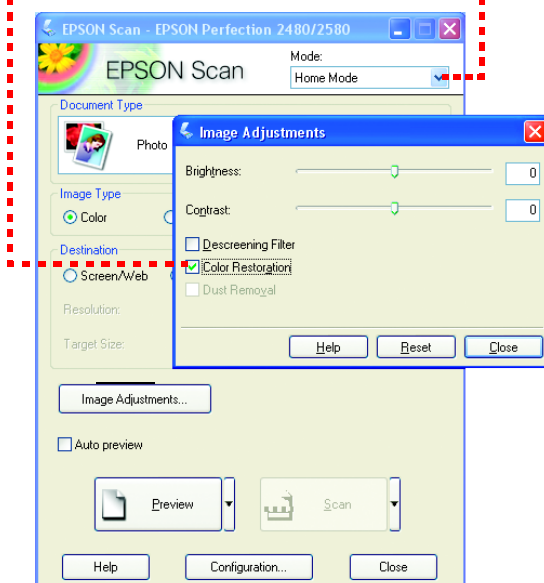 EPSON Scan - EPSON Perfection 2480/2580
EPSON Scan
Mode:
Home Mode
Document Type
Photo
Image Adjustments
Brightness:
0
Contrast:
0
Descreening Filter
Color Restoration
Dust Removal
Help
Reset
Close
Image Type
Color
Destination
Screen/Web
Resolution:
Target Size:
Image Adjustments...
Auto preview
Preview
Scan
Help
Configuration...
Close